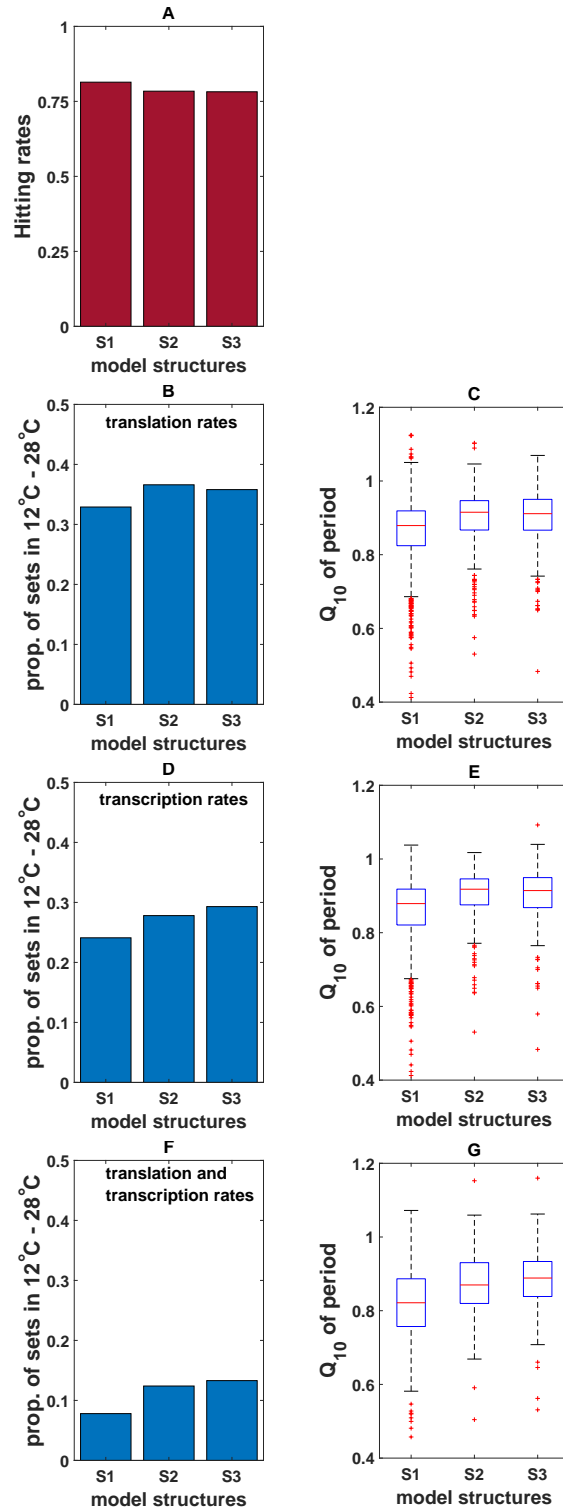 A
1
0.75
0.5
0.25
0
Hitting rates
S1 S2 S3
model structures
B
translation rates
0.5
0.4
0.3
0.2
0.1
0
prop. of sets in 12°C - 28°C
S1 S2 S3
model structures
C
1.2
1
0.8
0.6
0.4
Q10 of period
S1 S2 S3
model structures
D
transcription rates
0.5
0.4
0.3
0.2
0.1
0
prop. of sets in 12°C - 28°C
S1 S2 S3
model structures
E
1.2
1
0.8
0.6
0.4
Q10 of period
S1 S2 S3
model structures
F
translation and
transcription rates
0.5
0.4
0.3
0.2
0.1
0
prop. of sets in 12°C - 28°C
S1 S2 S3
model structures
G
1.2
1
0.8
0.6
0.4
Q10 of period
S1 S2 S3
model structures